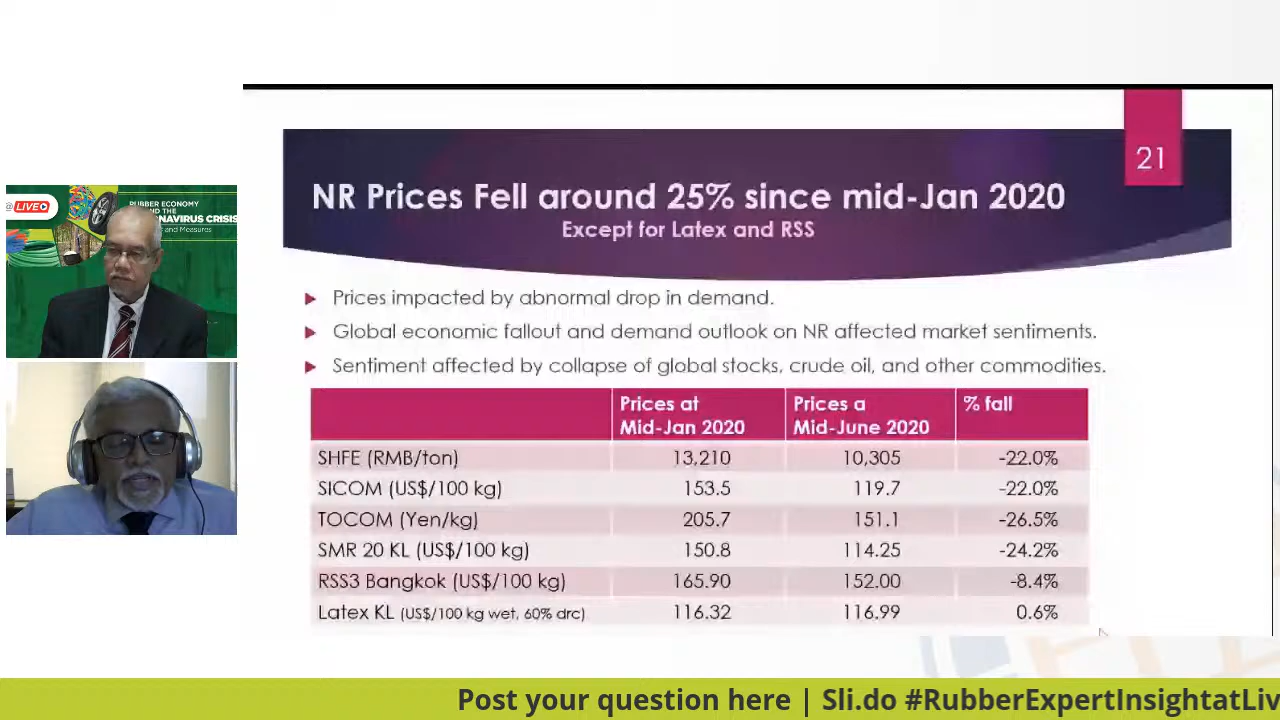 @ LIVE
RUBBER ECONOMY
ND THE
ONAVIRUS CRISIS
and Measures
21
NR Prices Fell around 25% since mid-Jan 2020
Except for Latex and RSS
Prices impacted by abnormal drop in demand.
Global economic fallout and demand outlook on NR affected market sentiments.
Sentiment affected by collapse of global stocks, crude oil, and other commodities.
Prices at Mid-Jan 2020 Prices a Mid-June 2020 % fall
SHFE (RMB/ton) 13,210 10,305 -22.0%
SICOM (US$/100 kg) 153.5 119.7 -22.0%
TOCOM (Yen/kg) 205.7 151.1 -26.5%
SMR 20 KL (US$/100 kg) 150.8 114.25 -24.2%
RSS3 Bangkok (US$/100 kg) 165.90 152.00 -8.4%
Latex KL (US$/100 kg wet, 60% drc) 116.32 116.99 0.6%
Post your question here | Sli.do #RubberExpertInsightatLiv